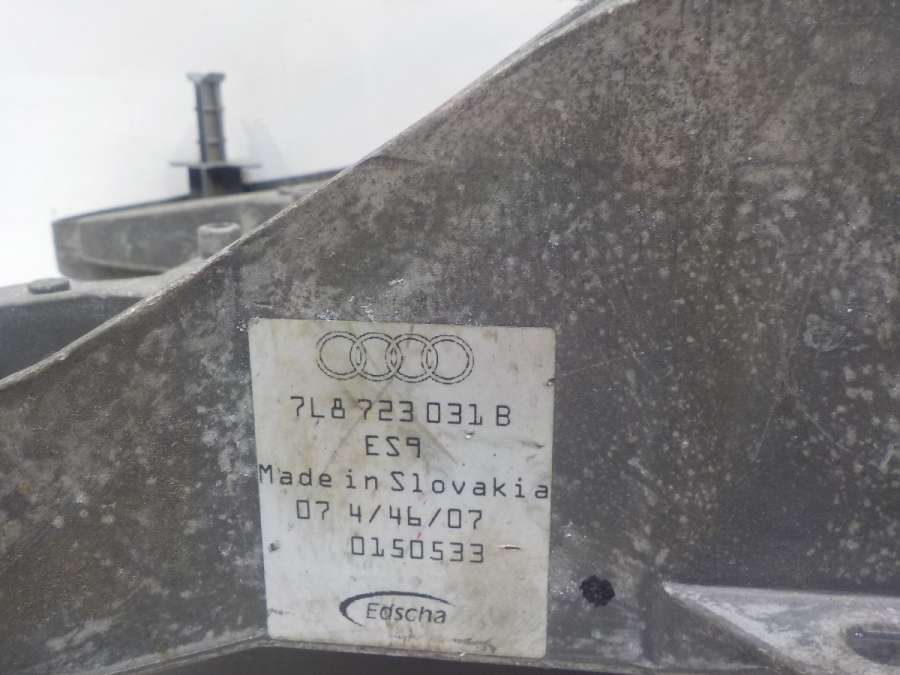 7L8 723 031 B
ES9
Made in Slovakia
07 4/46/07
0150533
Edscha